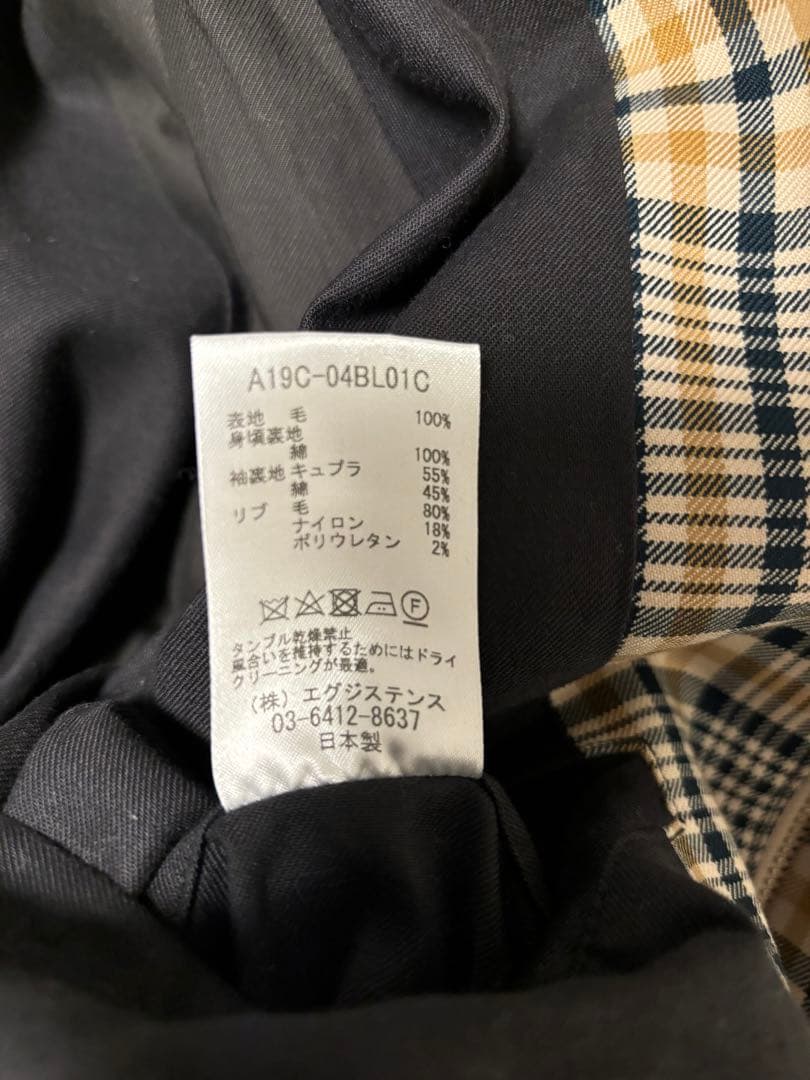 A19C-04BL01C
表地 毛 100%
身頃裏地
綿 100%
袖裏地 キュプラ 55%
綿 45%
リブ 毛 80%
ナイロン 18%
ポリウレタン 2%
F
タンブル乾燥禁止
風合いを維持するためにはドライ
クリーニングが最適。
(株) エグジステンス
03-6412-8637
日本製